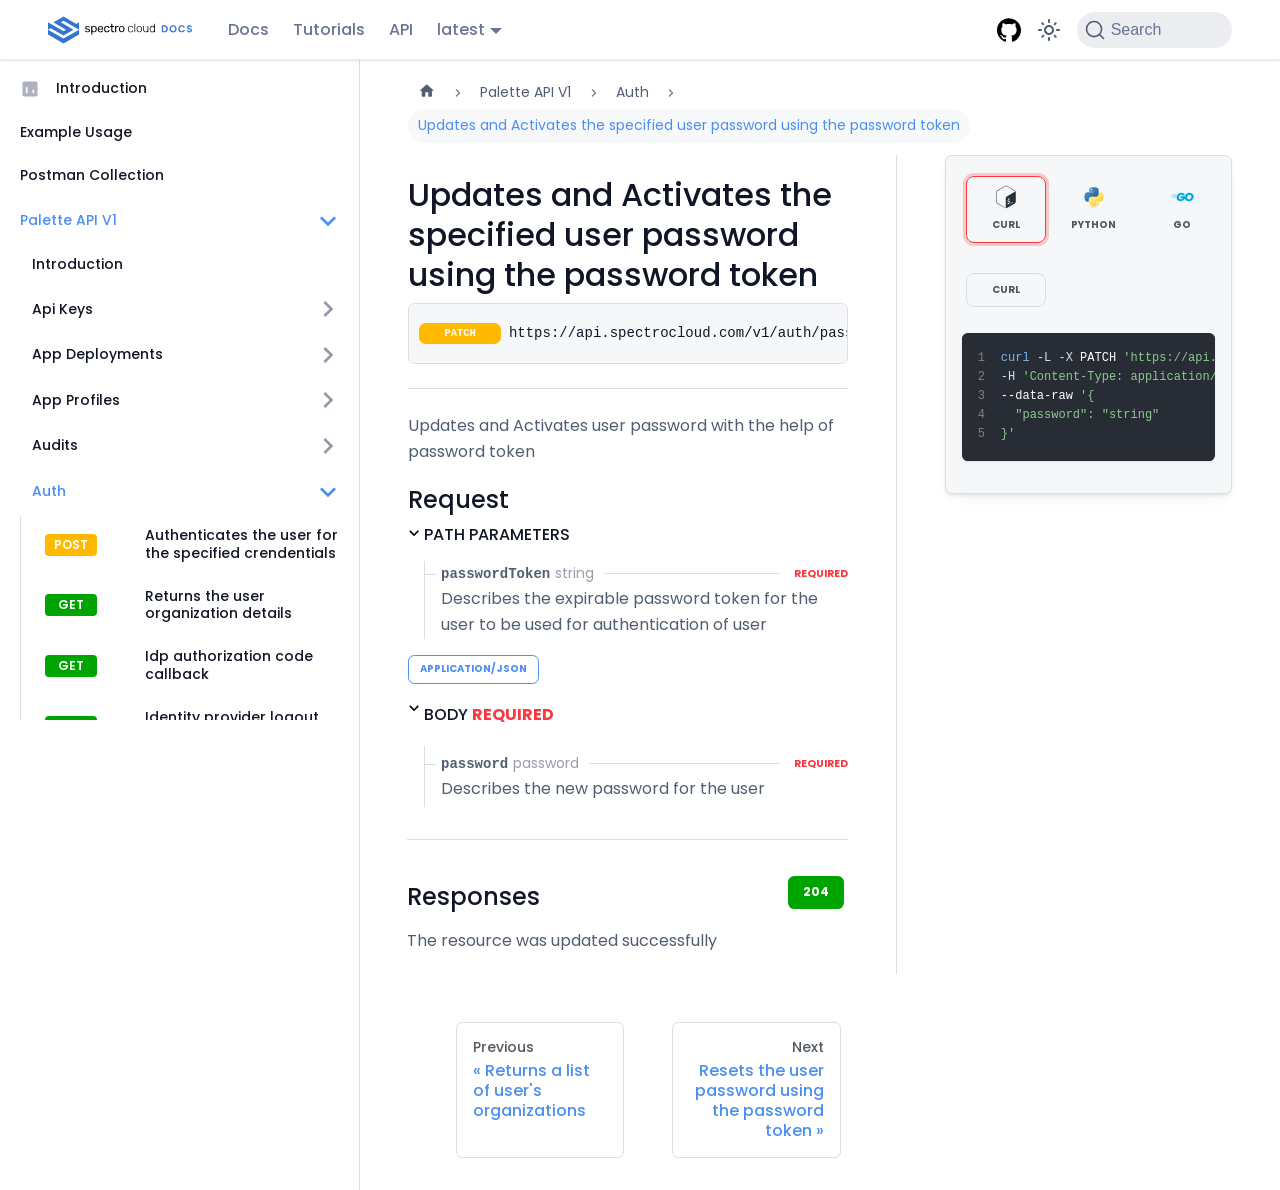 spectro cloud DOCS Docs Tutorials API latest Search
Introduction
Example Usage
Postman Collection
Palette API V1
Introduction
Api Keys
App Deployments
App Profiles
Audits
Auth
POST Authenticates the user for
the specified crendentials
GET Returns the user
organization details
GET Idp authorization code
callback
Identity provider logout
Palette API V1 Auth
Updates and Activates the specified user password using the password token
Updates and Activates the
specified user password
using the password token
PATCH https://api.spectrocloud.com/v1/auth/pass
Updates and Activates user password with the help of
password token
Request
PATH PARAMETERS
passwordToken string REQUIRED
Describes the expirable password token for the
user to be used for authentication of user
APPLICATION/JSON
BODY REQUIRED
password password REQUIRED
Describes the new password for the user
Responses 204
The resource was updated successfully
CURL PYTHON GO
CURL
1 curl -L -X PATCH 'https://api.
2 -H 'Content-Type: application/
3 --data-raw '{
4 "password": "string"
5 }'
Previous
« Returns a list
of user's
organizations
Next
Resets the user
password using
the password
token »